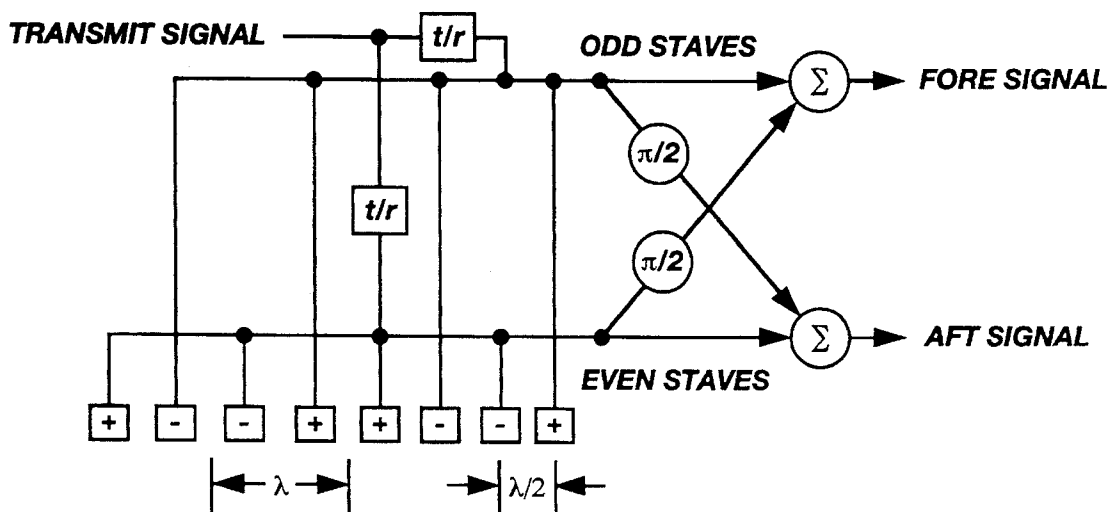 TRANSMIT SIGNAL
t/r
ODD STAVES
Σ
FORE SIGNAL
π/2
t/r
π/2
EVEN STAVES
Σ
AFT SIGNAL
+ - - + + - - +
λ
λ/2